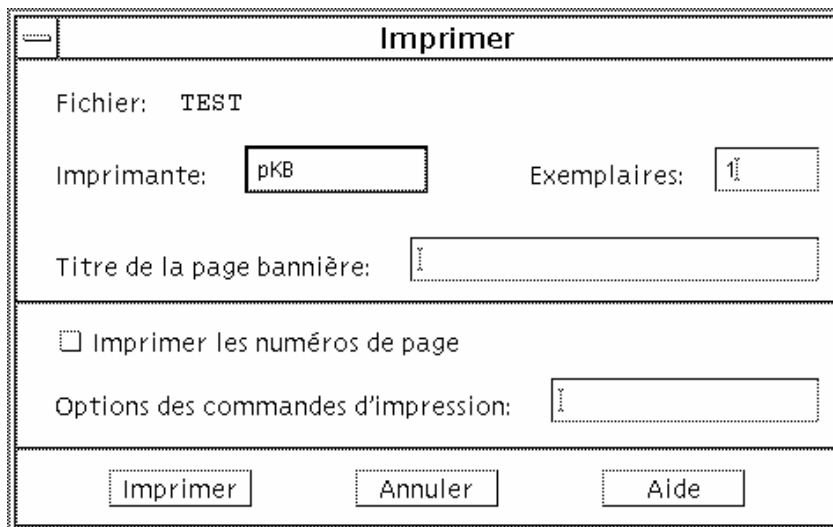 Imprimer
Fichier: TEST
Imprimante: pKB Exemplaires: 1
Titre de la page bannière:
Imprimer les numéros de page
Options des commandes d'impression:
Imprimer Annuler Aide